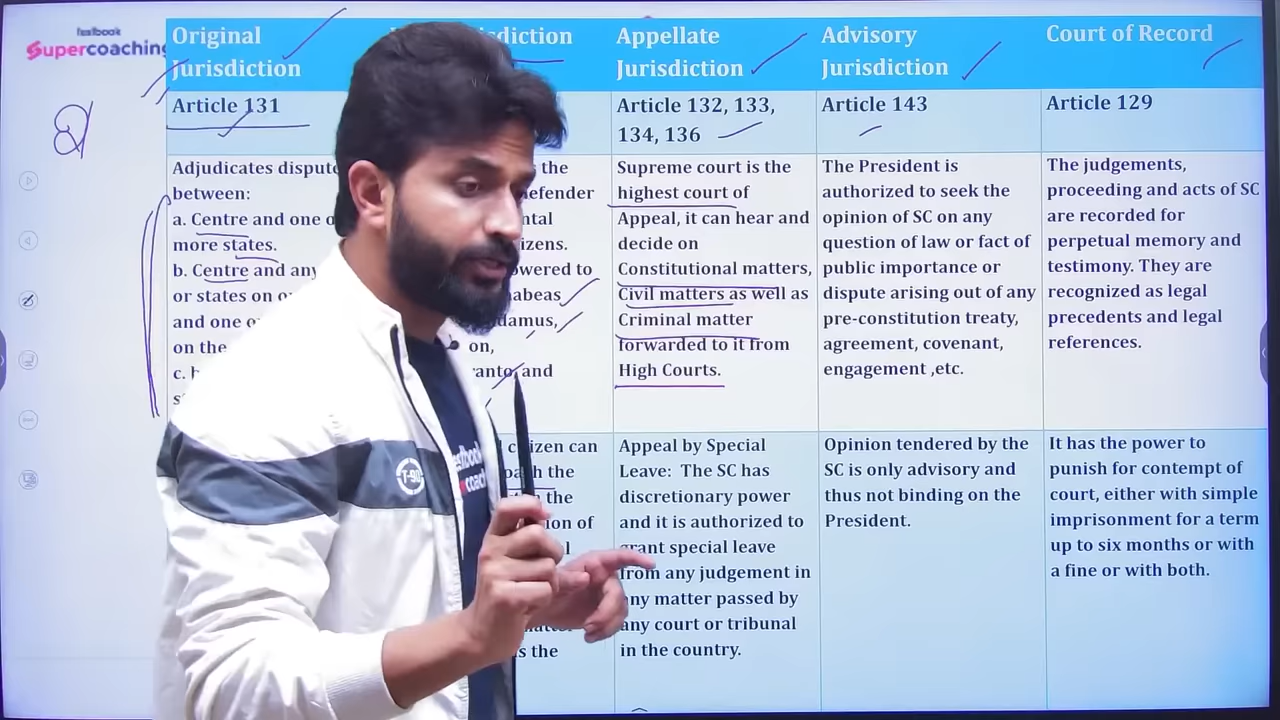 testbook
Supercoaching
Original
Jurisdiction
Article 131
Adjudicates dispute
between:
a. Centre and one o
more states.
b. Centre and any
or states on
and one
on the
c.
isdiction
the
efender
ntal
izens.
owered to
abeas
damus,
on,
ranto and
citizen can
the
the
ion of
the
Appellate
Jurisdiction
Article 132, 133,
134, 136
Supreme court is the
highest court of
Appeal, it can hear and
decide on
Constitutional matters,
Civil matters as well as
Criminal matter
forwarded to it from
High Courts.
Appeal by Special
Leave: The SC has
discretionary power
and it is authorized to
grant special leave
from any judgement in
any matter passed by
any court or tribunal
in the country.
Advisory
Jurisdiction
Article 143
The President is
authorized to seek the
opinion of SC on any
question of law or fact of
public importance or
dispute arising out of any
pre-constitution treaty,
agreement, covenant,
engagement ,etc.
Opinion tendered by the
SC is only advisory and
thus not binding on the
President.
Court of Record
Article 129
The judgements,
proceeding and acts of SC
are recorded for
perpetual memory and
testimony. They are
recognized as legal
precedents and legal
references.
It has the power to
punish for contempt of
court, either with simple
imprisonment for a term
up to six months or with
a fine or with both.
T-90
testbook
coach